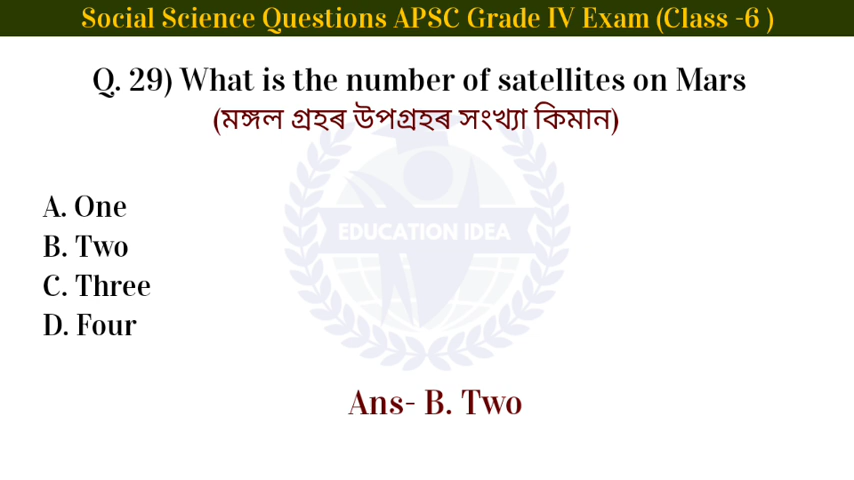 Social Science Questions APSC Grade IV Exam (Class -6 )
Q. 29) What is the number of satellites on Mars
(মঙ্গল গ্ৰহৰ উপগ্ৰহৰ সংখ্যা কিমান)
EDUCATION IDEA
A. One
B. Two
C. Three
D. Four
Ans- B. Two